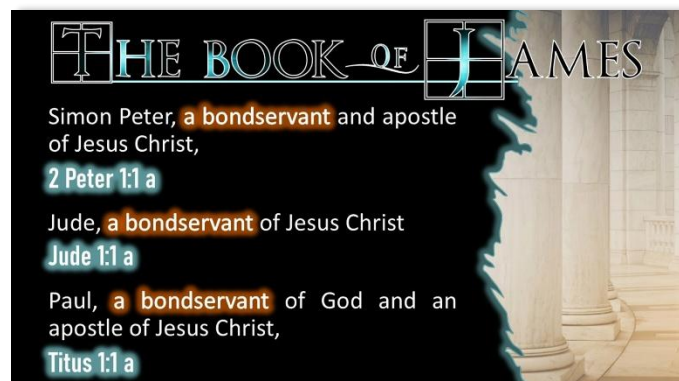 THE BOOK OF JAMES
Simon Peter, a bondservant and apostle
of Jesus Christ,
2 Peter 1:1 a
Jude, a bondservant of Jesus Christ
Jude 1:1 a
Paul, a bondservant of God and an
apostle of Jesus Christ,
Titus 1:1 a